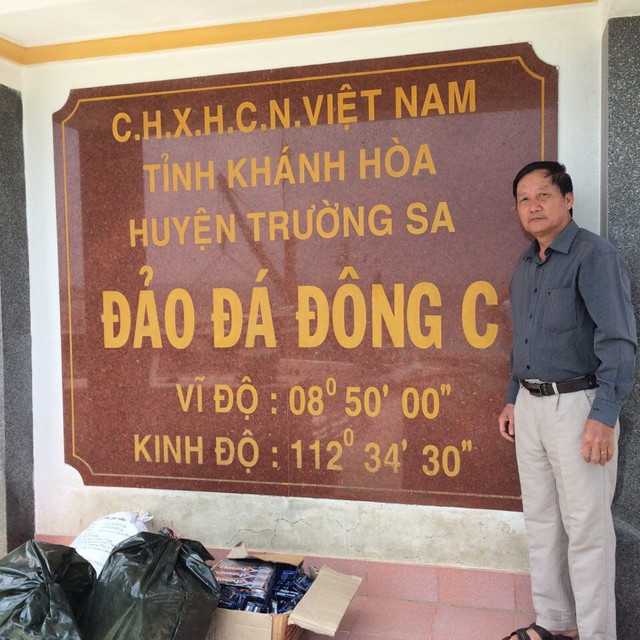 C.H.X.H.C.N.VIỆT NAM
TỈNH KHÁNH HÒA
HUYỆN TRƯỜNG SA
ĐẢO ĐÁ ĐÔNG C
VĨ ĐỘ : 08⁰ 50' 00"
KINH ĐỘ : 112⁰ 34' 30"